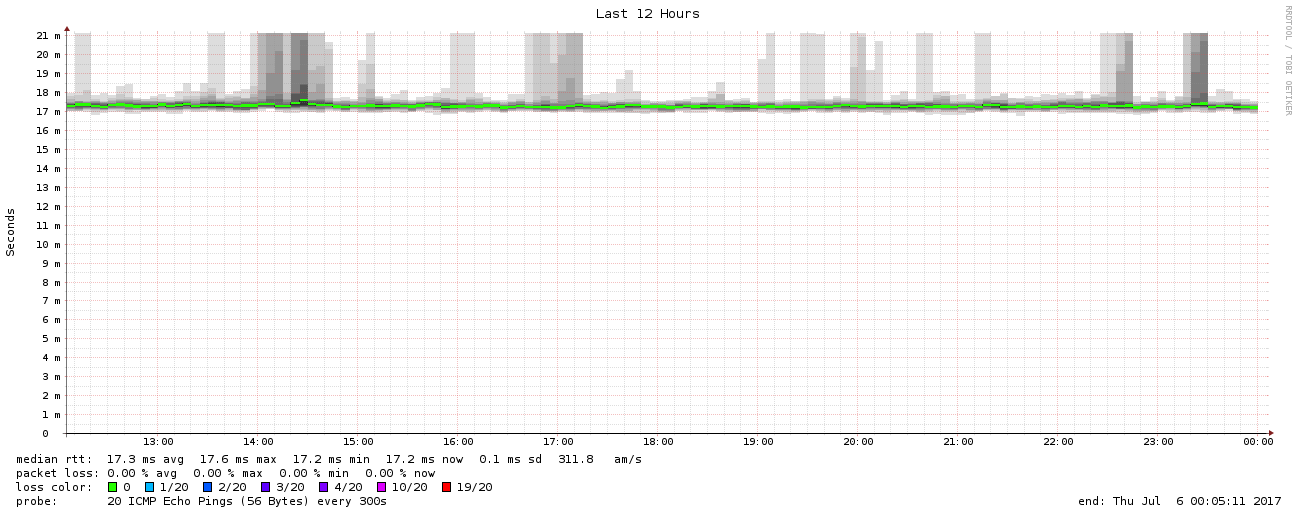 Last 12 Hours
RRDTOOL / TOBI OETIKER
Seconds
21 m
20 m
19 m
18 m
17 m
16 m
15 m
14 m
13 m
12 m
11 m
10 m
9 m
8 m
7 m
6 m
5 m
4 m
3 m
2 m
1 m
0
13:00 14:00 15:00 16:00 17:00 18:00 19:00 20:00 21:00 22:00 23:00 00:00
median rtt: 17.3 ms avg 17.6 ms max 17.2 ms min 17.2 ms now 0.1 ms sd 311.8 am/s
packet loss: 0.00 % avg 0.00 % max 0.00 % min 0.00 % now
loss color: 0 1/20 2/20 3/20 4/20 10/20 19/20
probe: 20 ICMP Echo Pings (56 Bytes) every 300s end: Thu Jul 6 00:05:11 2017